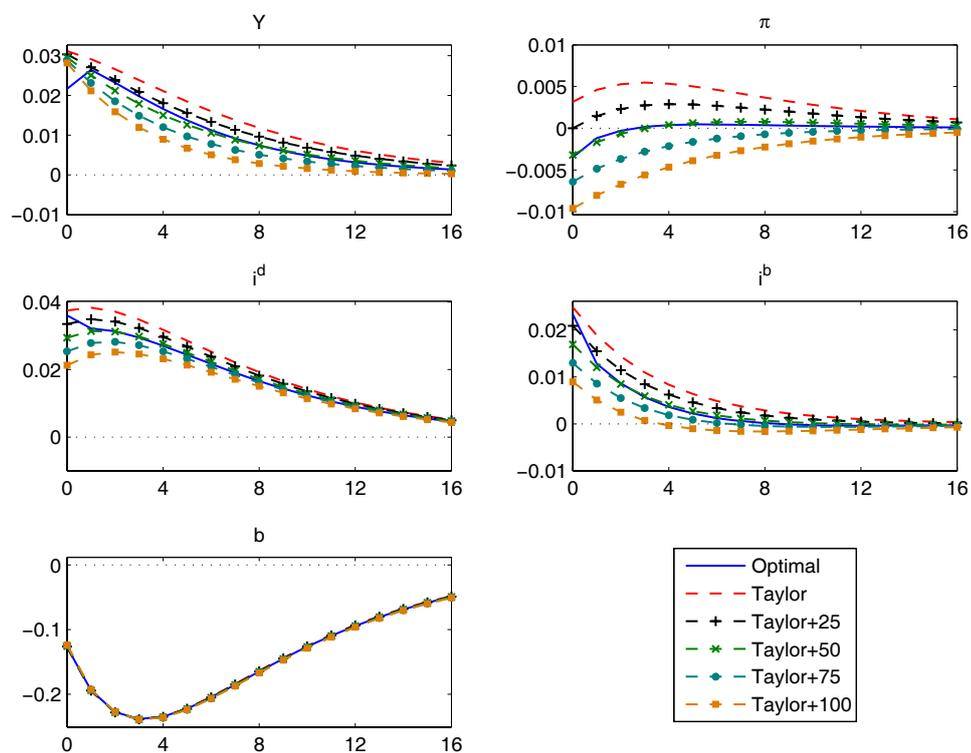 Y
0.03
0.02
0.01
0
−0.01
0 4 8 12 16
π
0.01
0.005
0
−0.005
−0.01
0 4 8 12 16
i^d
0.04
0.02
0
0 4 8 12 16
i^b
0.02
0.01
0
−0.01
0 4 8 12 16
b
0
−0.1
−0.2
0 4 8 12 16
Optimal
Taylor
Taylor+25
Taylor+50
Taylor+75
Taylor+100